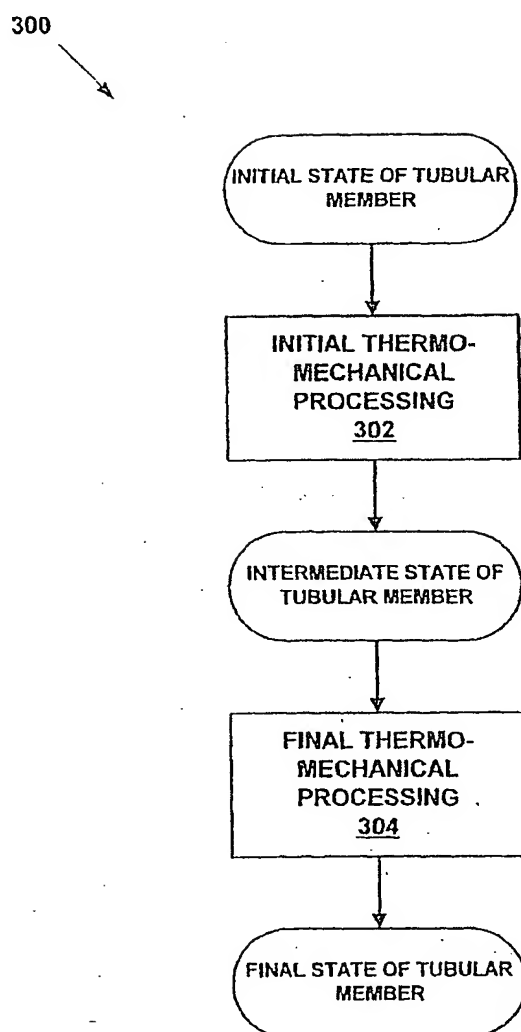 300
INITIAL STATE OF TUBULAR
MEMBER
INITIAL THERMO-
MECHANICAL
PROCESSING
302
INTERMEDIATE STATE OF
TUBULAR MEMBER
FINAL THERMO-
MECHANICAL
PROCESSING
304
FINAL STATE OF TUBULAR
MEMBER